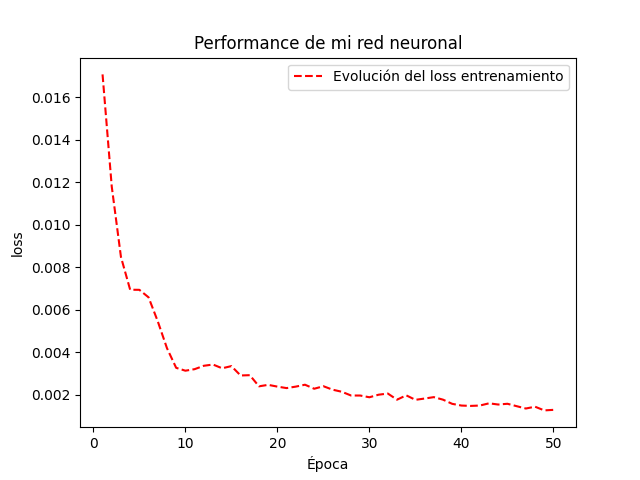 Performance de mi red neuronal
Evolución del loss entrenamiento
0.016
0.014
0.012
0.010
0.008
0.006
0.004
0.002
loss
0 10 20 30 40 50
Época